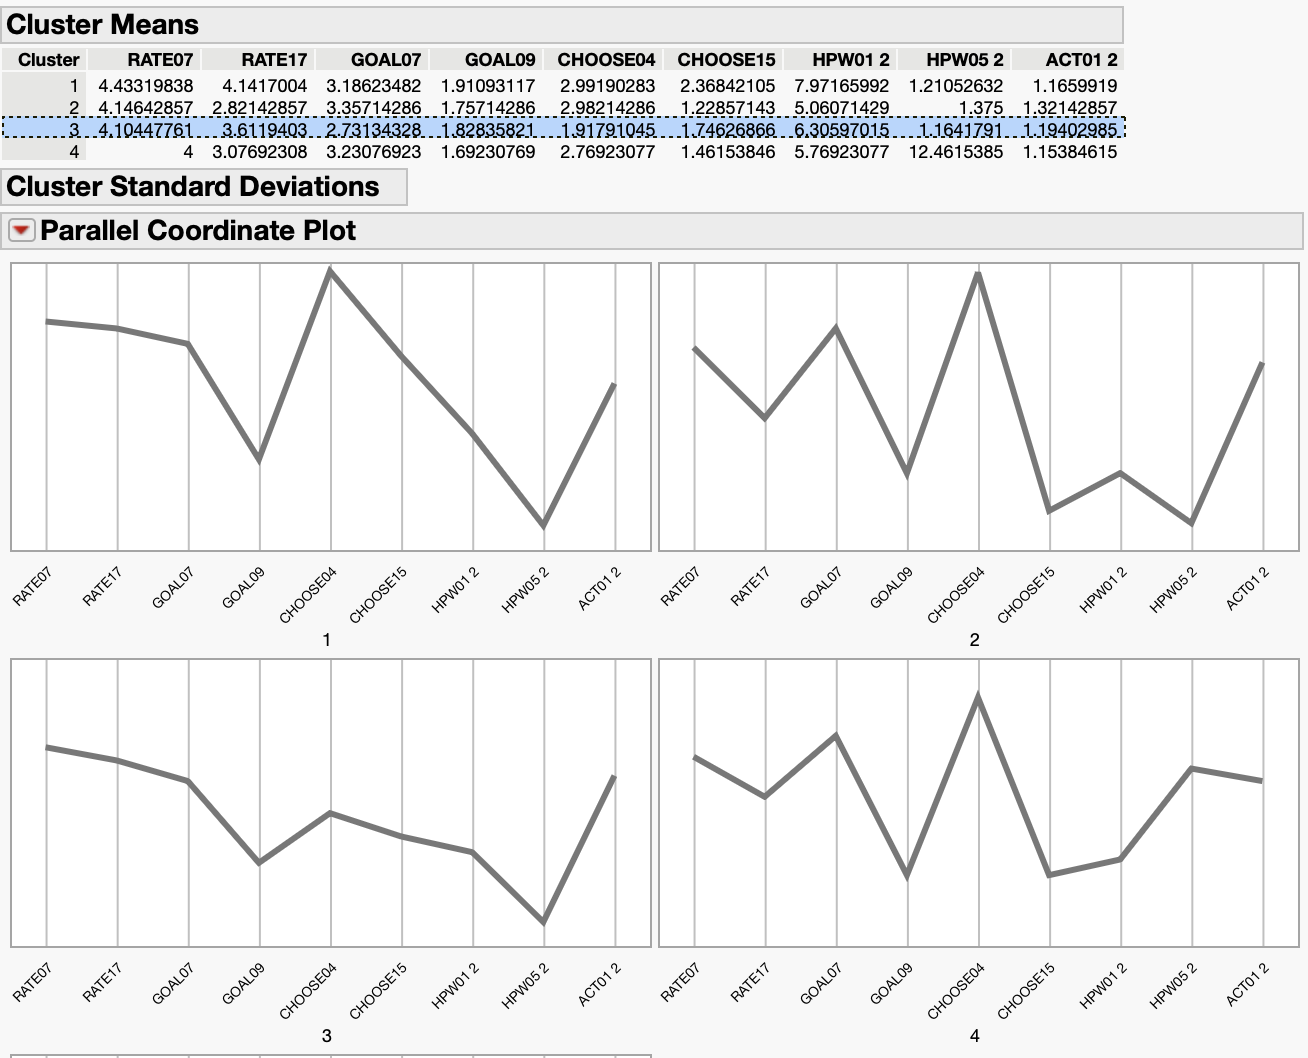 Cluster Means
Cluster RATE07 RATE17 GOAL07 GOAL09 CHOOSE04 CHOOSE15 HPW01 2 HPW05 2 ACT01 2
1 4.43319838 4.1417004 3.18623482 1.91093117 2.99190283 2.36842105 7.97165992 1.21052632 1.1659919
2 4.14642857 2.82142857 3.35714286 1.75714286 2.98214286 1.22857143 5.06071429 1.375 1.32142857
3 4.10447761 3.6119403 2.73134328 1.82835821 1.91791045 1.74626866 6.30597015 1.1641791 1.19402985
4 4 3.07692308 3.23076923 1.69230769 2.76923077 1.46153846 5.76923077 12.4615385 1.15384615
Cluster Standard Deviations
Parallel Coordinate Plot
RATE07 RATE17 GOAL07 GOAL09 CHOOSE04 CHOOSE15 HPW01 2 HPW05 2 ACT01 2
1
RATE07 RATE17 GOAL07 GOAL09 CHOOSE04 CHOOSE15 HPW01 2 HPW05 2 ACT01 2
2
RATE07 RATE17 GOAL07 GOAL09 CHOOSE04 CHOOSE15 HPW01 2 HPW05 2 ACT01 2
3
RATE07 RATE17 GOAL07 GOAL09 CHOOSE04 CHOOSE15 HPW01 2 HPW05 2 ACT01 2
4